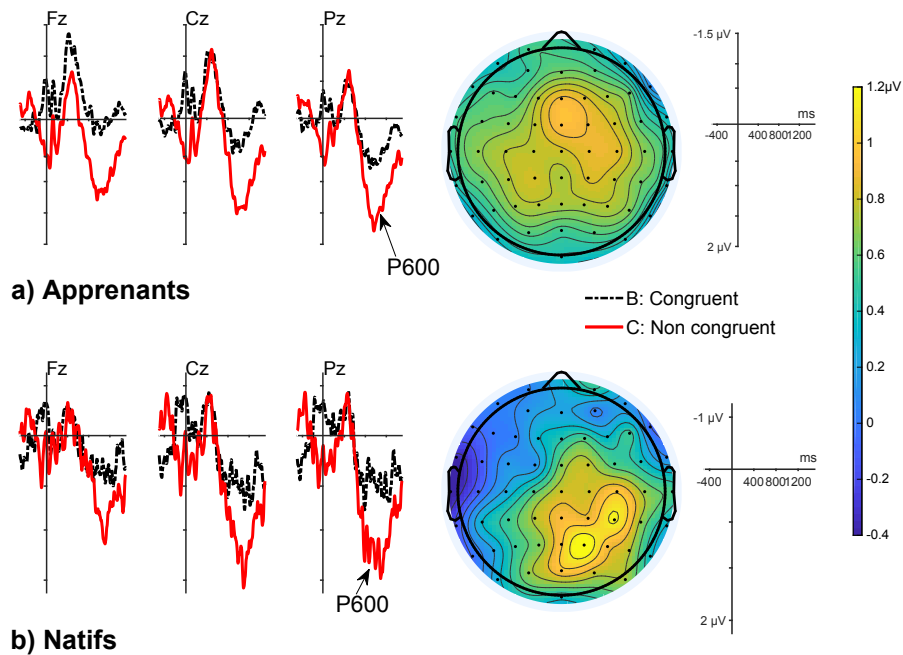 Fz Cz Pz
-1.5 µV
ms
-400 400 800 1200
2 µV
P600
a) Apprenants
1.2µV
1
0.8
0.6
0.4
0.2
0
-0.2
-0.4
B: Congruent
C: Non congruent
Fz Cz Pz
-1 µV
ms
-400 400 800 1200
2 µV
P600
b) Natifs